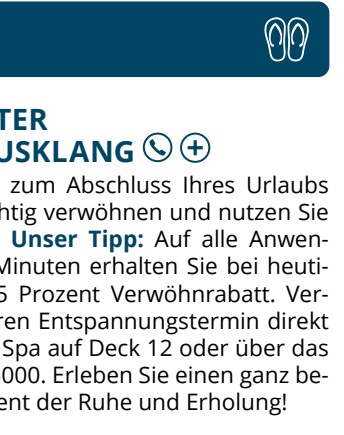 TER
USKLANG
zum Abschluss Ihres Urlaubs
htig verwöhnen und nutzen Sie
Unser Tipp: Auf alle Anwen-
Minuten erhalten Sie bei heuti-
5 Prozent Verwöhnrabatt. Ver-
ren Entspannungstermin direkt
Spa auf Deck 12 oder über das
000. Erleben Sie einen ganz be-
ent der Ruhe und Erholung!